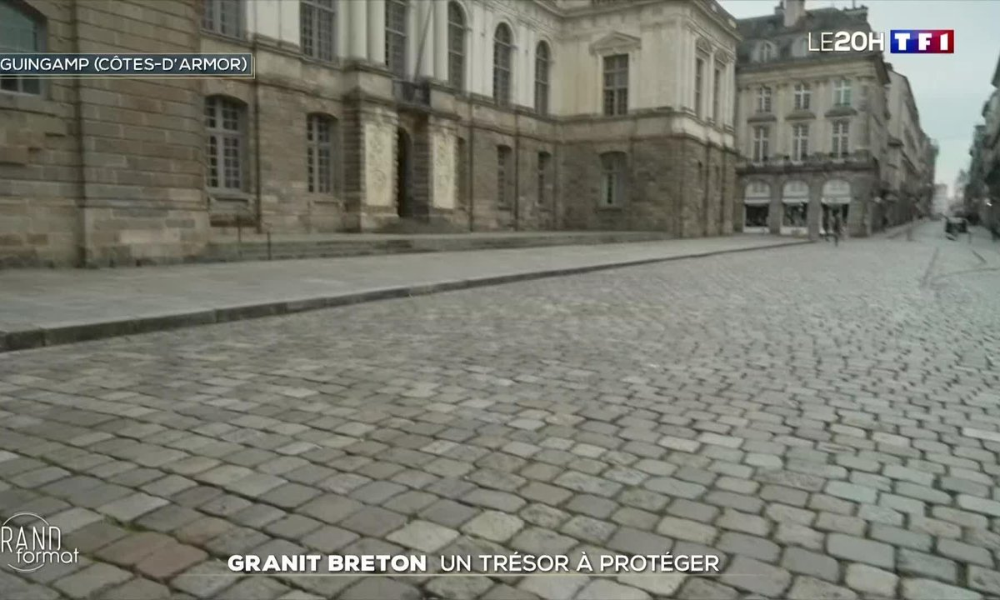 LE20H TF1
GUINGAMP (CÔTES-D'ARMOR)
RAND
format
GRANIT BRETON UN TRÉSOR À PROTÉGER